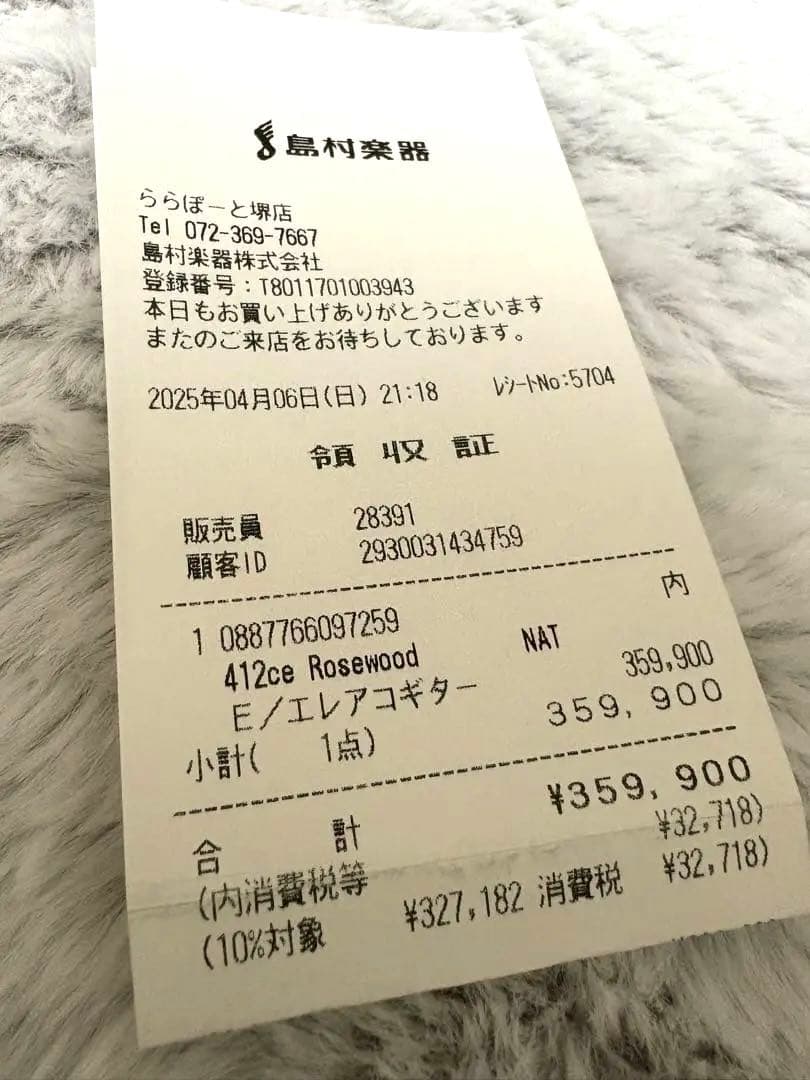 島村楽器
ららぽーと堺店
Tel 072-369-7667
島村楽器株式会社
登録番号:T8011701003943
本日もお買い上げありがとうございます
またのご来店をお待ちしております。
2025年04月06日(日) 21:18 レシートNo:5704
領収証
販売員 28391
顧客ID 2930031434759
内
1 0887766097259
412ce Rosewood NAT 359,900
E/エレアコギター
小計( 1点) 359,900
合計 ¥359,900
(内消費税等 ¥32,718)
(10%対象 ¥327,182 消費税 ¥32,718)